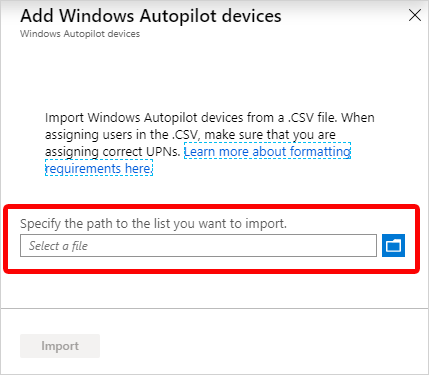 Add Windows Autopilot devices
Windows Autopilot devices
Import Windows Autopilot devices from a .CSV file. When
assigning users in the .CSV, make sure that you are
assigning correct UPNs. Learn more about formatting
requirements here.
Specify the path to the list you want to import.
Select a file
Import